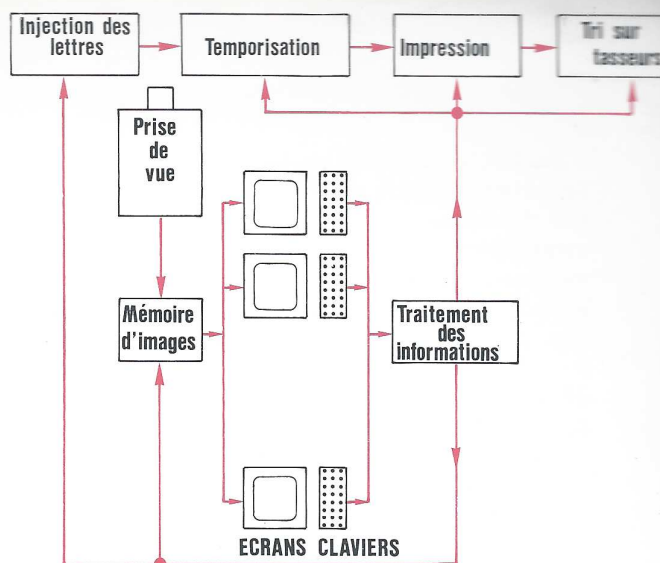 Injection des
lettres
Temporisation
Impression
Tri sur
tasseurs
Prise
de
vue
Mémoire
d'images
Traitement
des
informations
ECRANS CLAVIERS